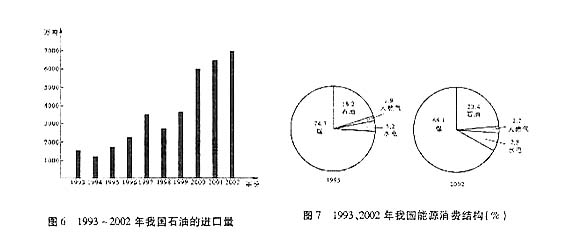 万吨
7000
6000
5000
4000
3000
2000
1000
1993 1994 1995 1996 1997 1998 1999 2000 2001 2002 年份
图6 1993~2002年我国石油的进口量
18.2
石油
1.9
天然气
5.2
水电
74.7
煤
1993
23.4
石油
2.7
天然气
7.8
水电
66.1
煤
2002
图7 1993,2002年我国能源消费结构(%)